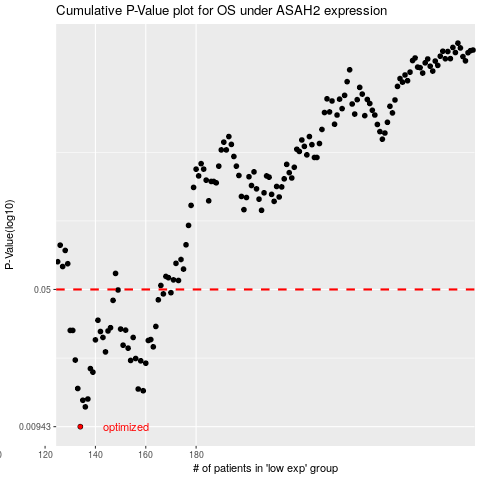 Cumulative P-Value plot for OS under ASAH2 expression
P-Value(log10)
0.05
0.00943
optimized
0 120 140 160 180
# of patients in 'low exp' group